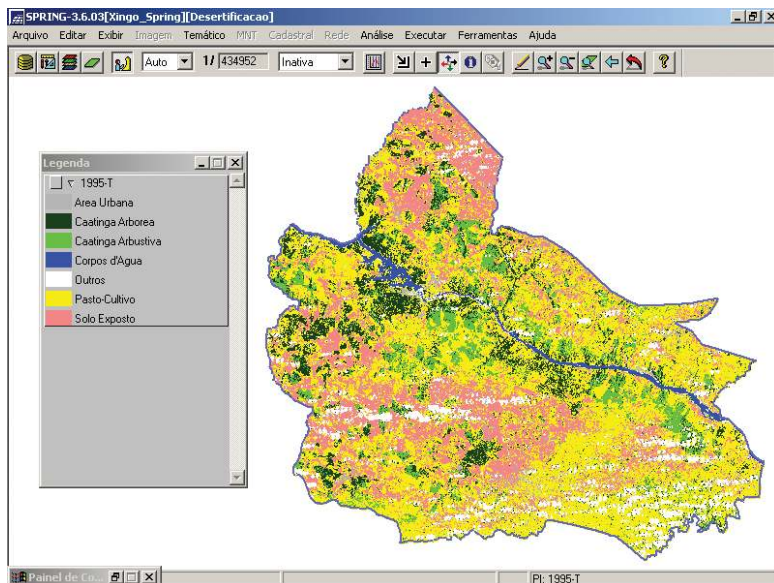 SPRING-3.6.03[Xingo_Spring][Desertificacao]
Arquivo Editar Exibir Imagem Temático MNT Cadastral Rede Análise Executar Ferramentas Ajuda
Auto 1/ 434952 Inativa
Legenda
1995-T
Area Urbana
Caatinga Arborea
Caatinga Arbustiva
Corpos d'Agua
Outros
Pasto-Cultivo
Solo Exposto
Painel de Co...
PI: 1995-T